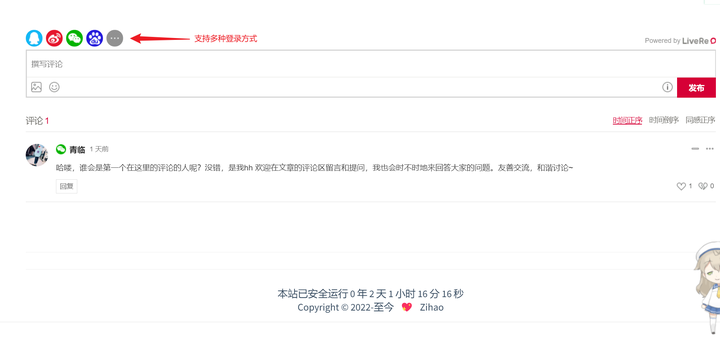 支持多种登录方式
Powered by LiveRe
撰写评论
发布
评论 1
时间正序 时间倒序 同感正序
青临 1 天前
哈喽，谁会是第一个在这里的评论的人呢？没错，是我hh 欢迎在文章的评论区留言和提问，我也会时不时地来回答大家的问题。友善交流，和谐讨论~
回复
1 0
本站已安全运行 0 年 2 天 1 小时 16 分 16 秒
Copyright © 2022-至今 Zihao